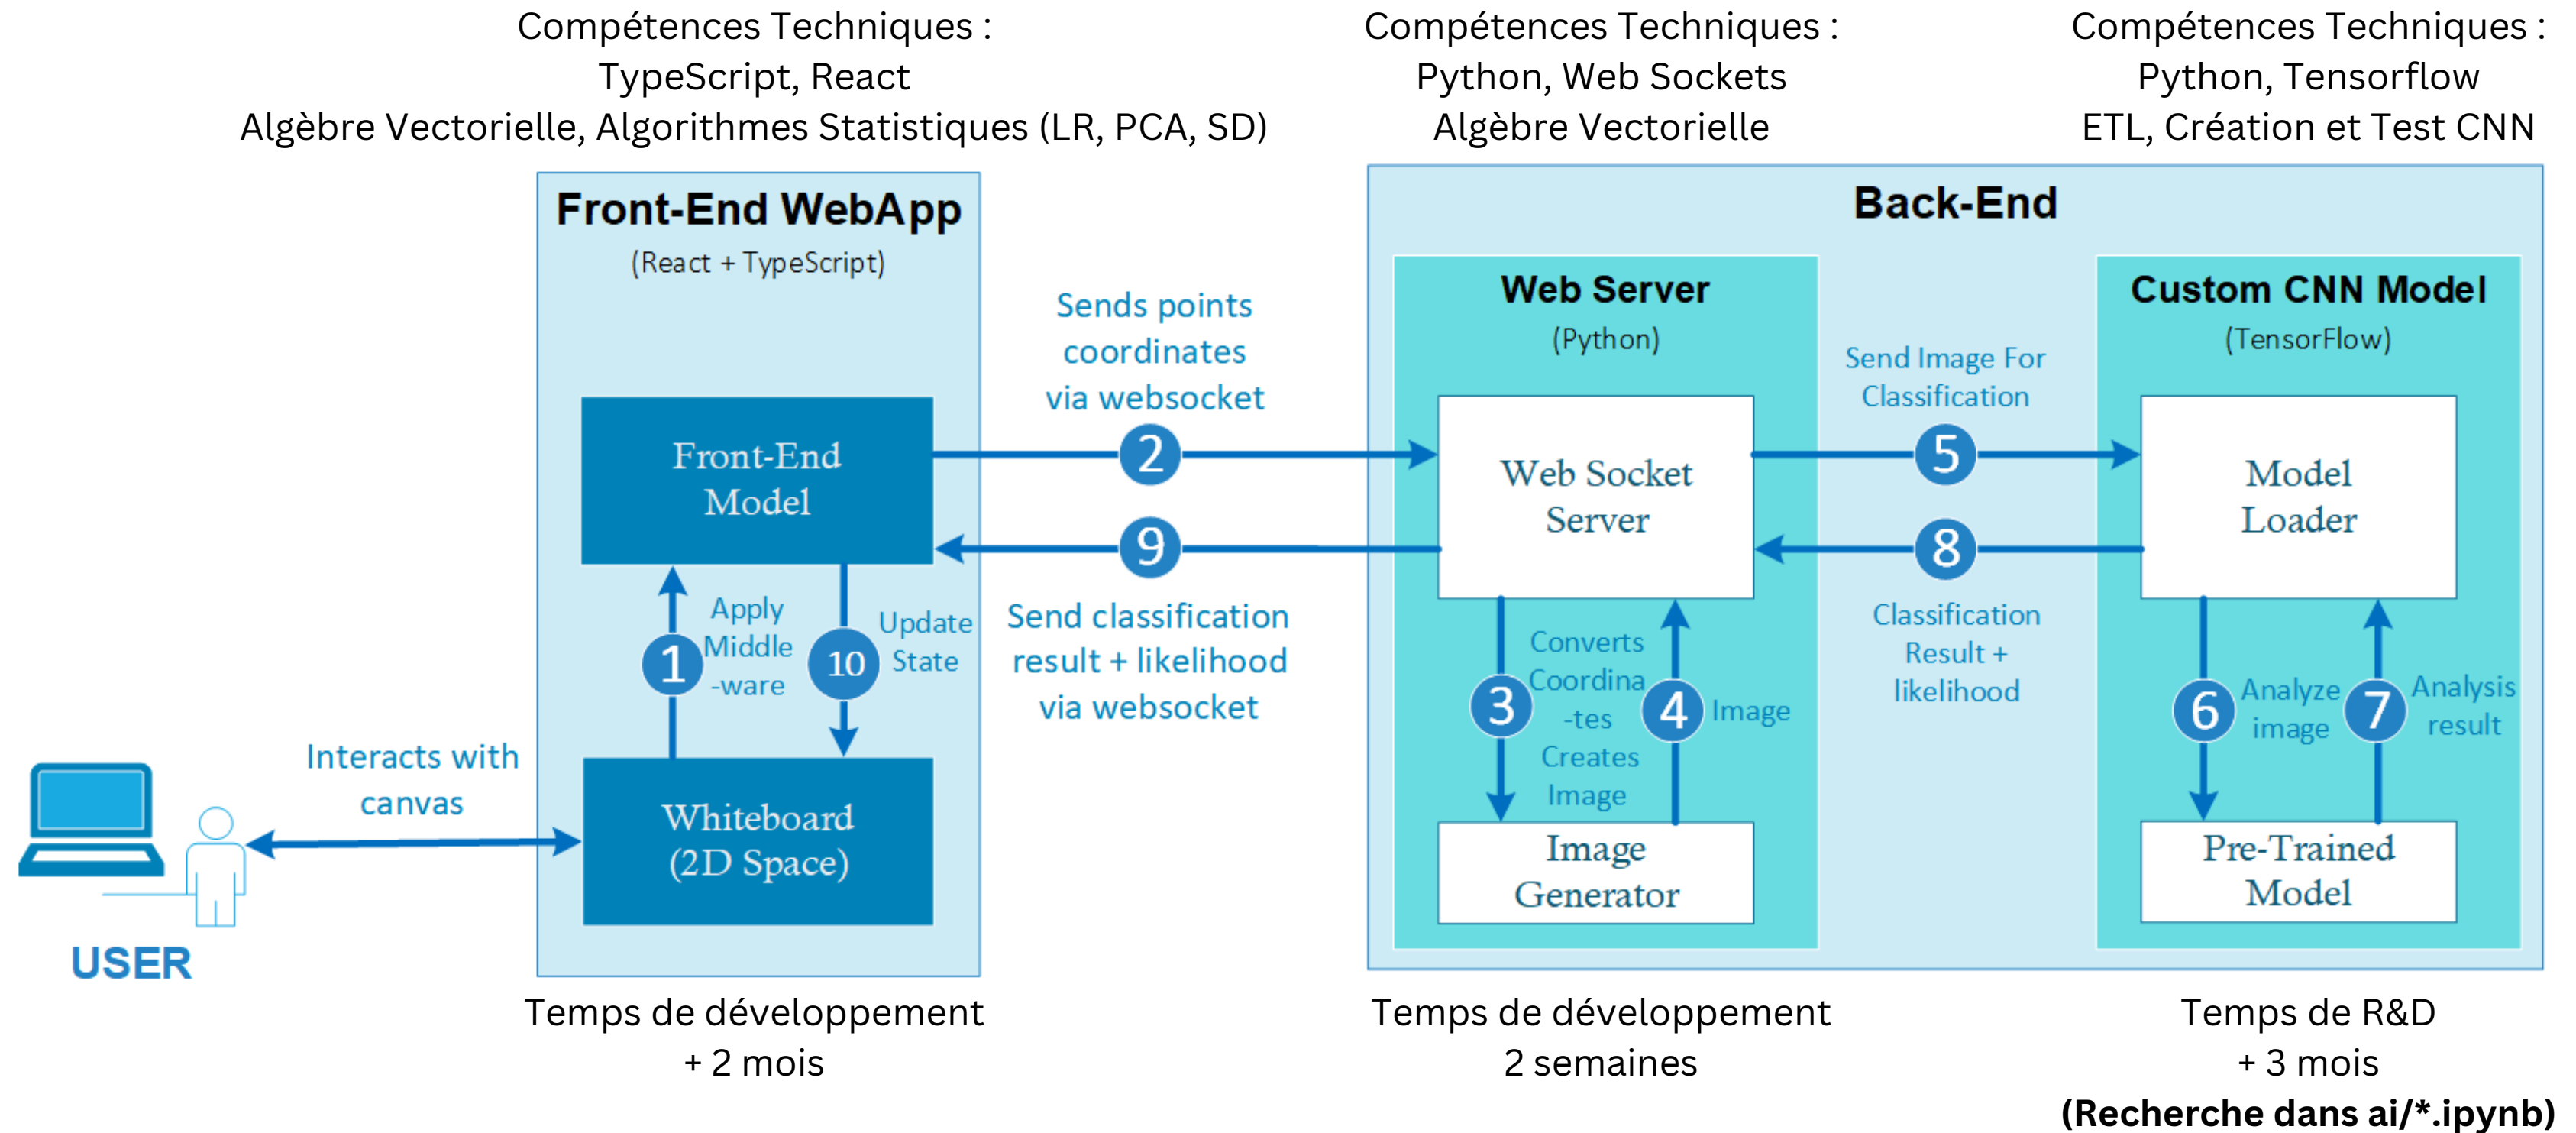 Compétences Techniques :
TypeScript, React
Algèbre Vectorielle, Algorithmes Statistiques (LR, PCA, SD)
Compétences Techniques :
Python, Web Sockets
Algèbre Vectorielle
Compétences Techniques :
Python, Tensorflow
ETL, Création et Test CNN
Front-End WebApp
(React + TypeScript)
Front-End
Model
1
Apply
Middle
-ware
10
Update
State
Whiteboard
(2D Space)
Interacts with
canvas
USER
Sends points
coordinates
via websocket
2
9
Send classification
result + likelihood
via websocket
Back-End
Web Server
(Python)
Web Socket
Server
3
Converts
Coordina
-tes
Creates
Image
4
Image
Image
Generator
Send Image For
Classification
5
8
Classification
Result +
likelihood
Custom CNN Model
(TensorFlow)
Model
Loader
6
Analyze
image
7
Analysis
result
Pre-Trained
Model
Temps de développement
+ 2 mois
Temps de développement
2 semaines
Temps de R&D
+ 3 mois
(Recherche dans ai/*.ipynb)